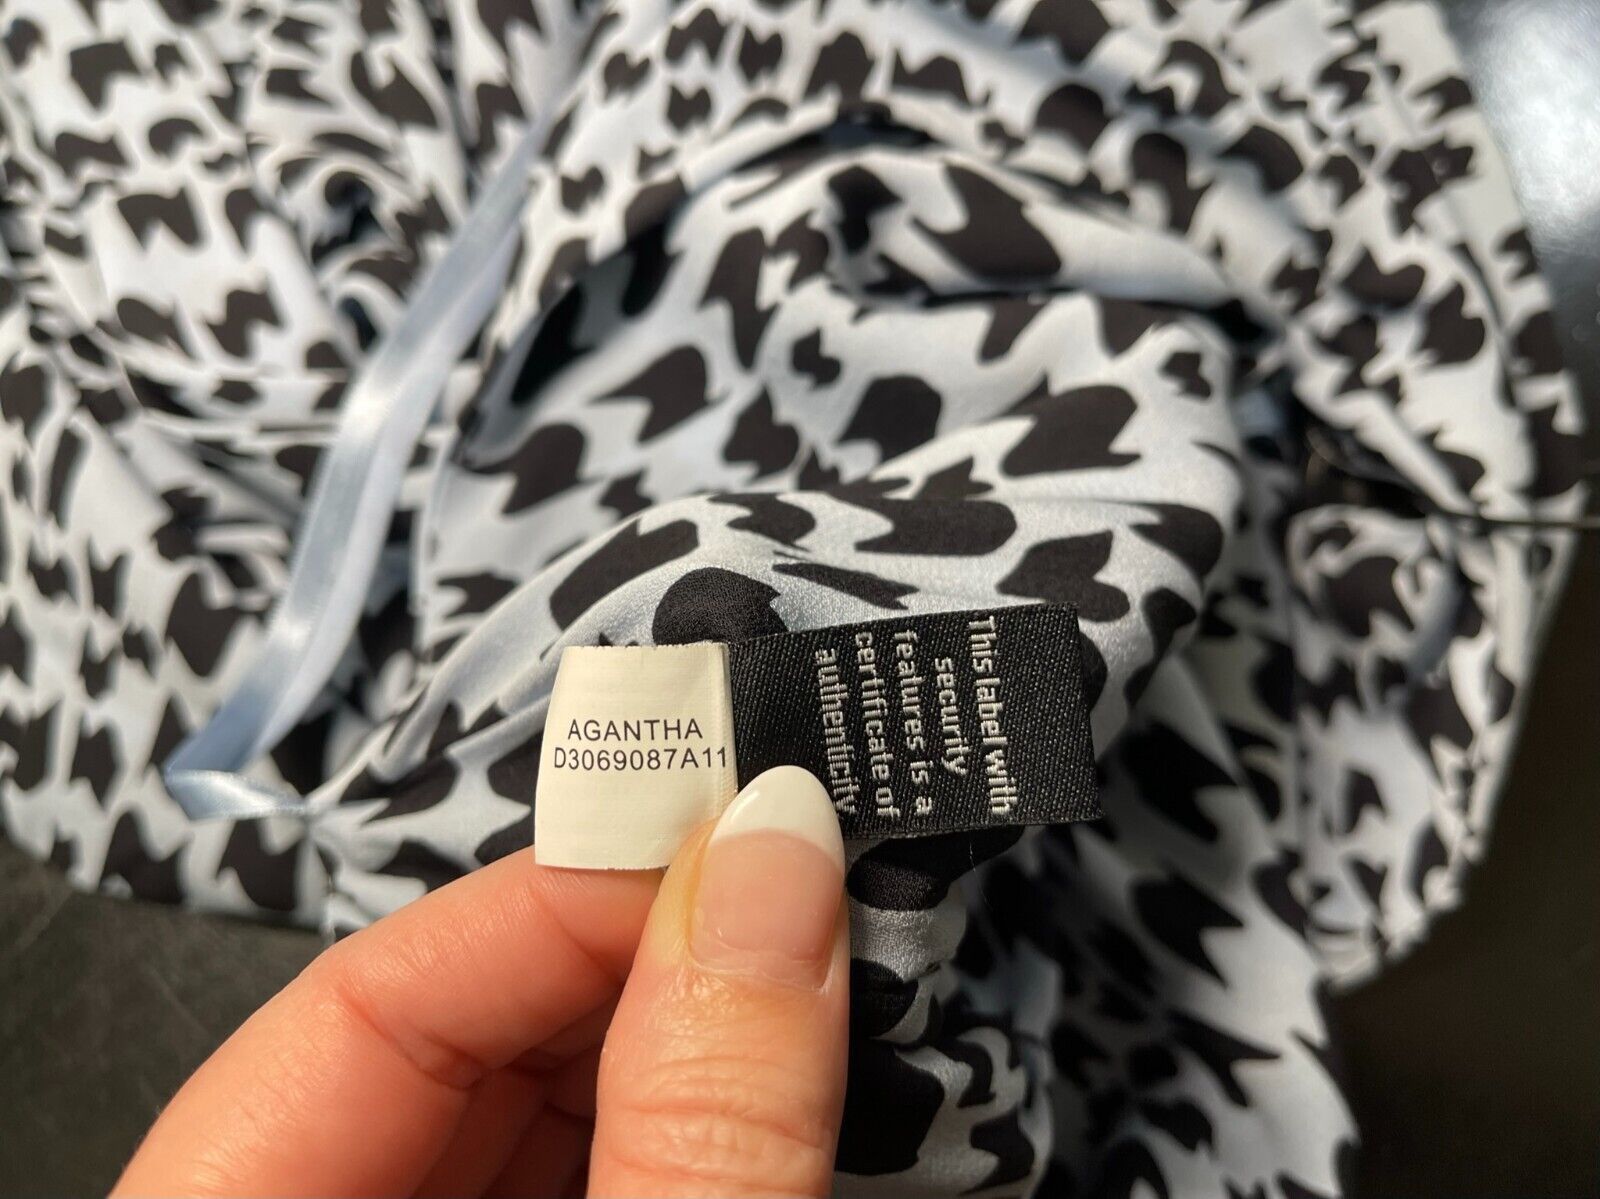 AGANTHA
D3069087A11
This label with
security
features is a
certificate of
authenticity